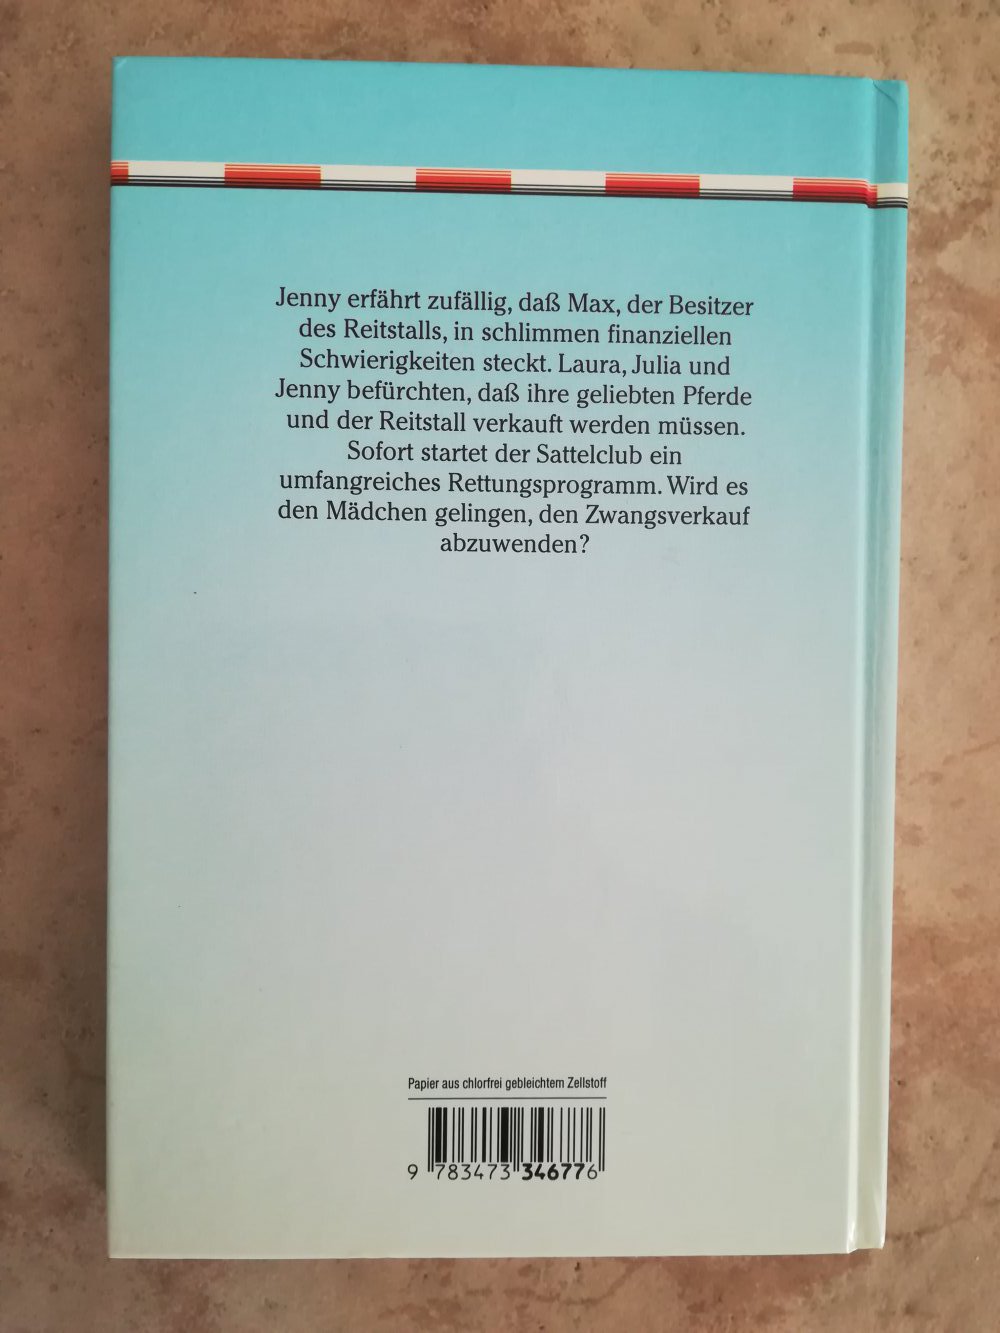 Jenny erfährt zufällig, daß Max, der Besitzer
des Reitstalls, in schlimmen finanziellen
Schwierigkeiten steckt. Laura, Julia und
Jenny befürchten, daß ihre geliebten Pferde
und der Reitstall verkauft werden müssen.
Sofort startet der Sattelclub ein
umfangreiches Rettungsprogramm. Wird es
den Mädchen gelingen, den Zwangsverkauf
abzuwenden?
Papier aus chlorfrei gebleichtem Zellstoff
9 783473 346776